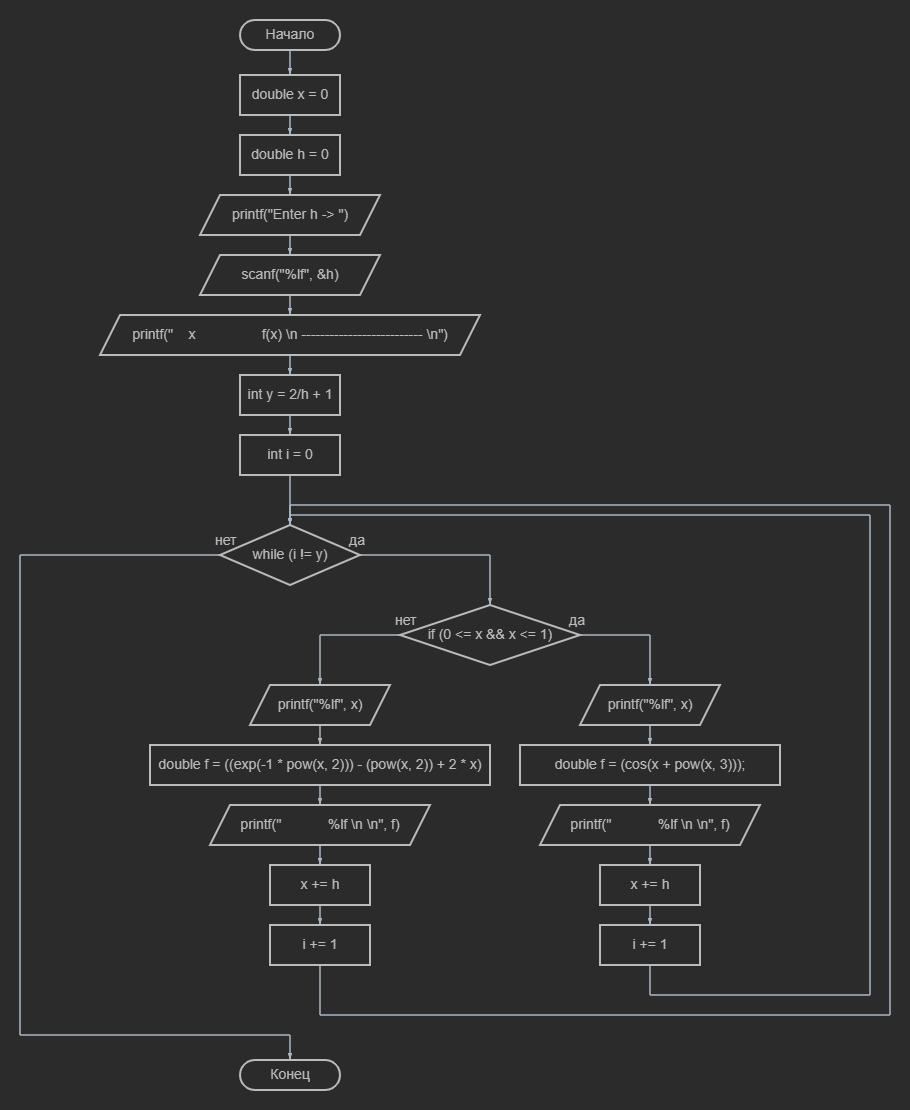 Начало
double x = 0
double h = 0
printf("Enter h -> ")
scanf("%lf", &h)
printf("    x                 f(x) \n -------------------------- \n")
int y = 2/h + 1
int i = 0
нет
while (i != y)
да
нет
if (0 <= x && x <= 1)
да
printf("%lf", x)
printf("%lf", x)
double f = ((exp(-1 * pow(x, 2))) - (pow(x, 2)) + 2 * x)
double f = (cos(x + pow(x, 3)));
printf("            %lf \n \n", f)
printf("            %lf \n \n", f)
x += h
x += h
i += 1
i += 1
Конец